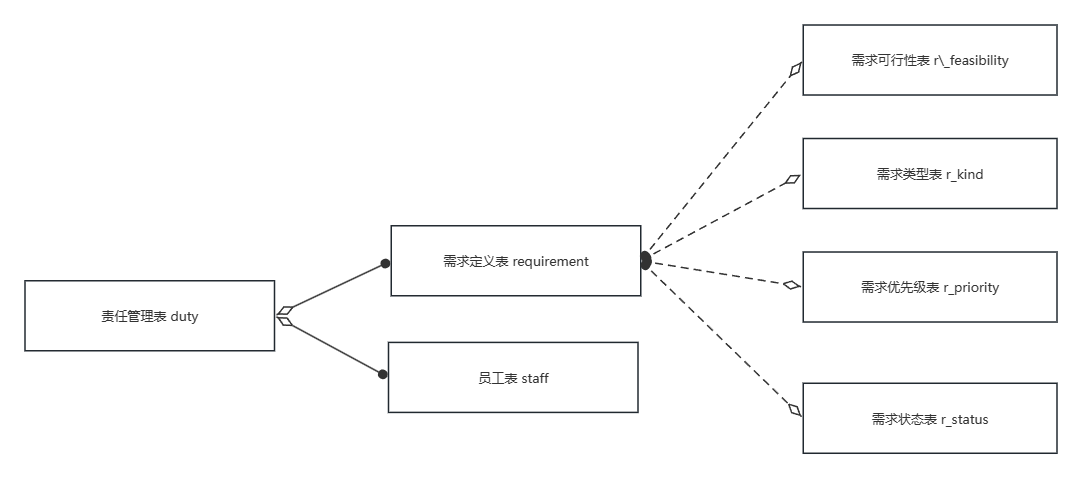 需求可行性表 r\_feasibility
需求类型表 r_kind
需求定义表 requirement
需求优先级表 r_priority
责任管理表 duty
员工表 staff
需求状态表 r_status